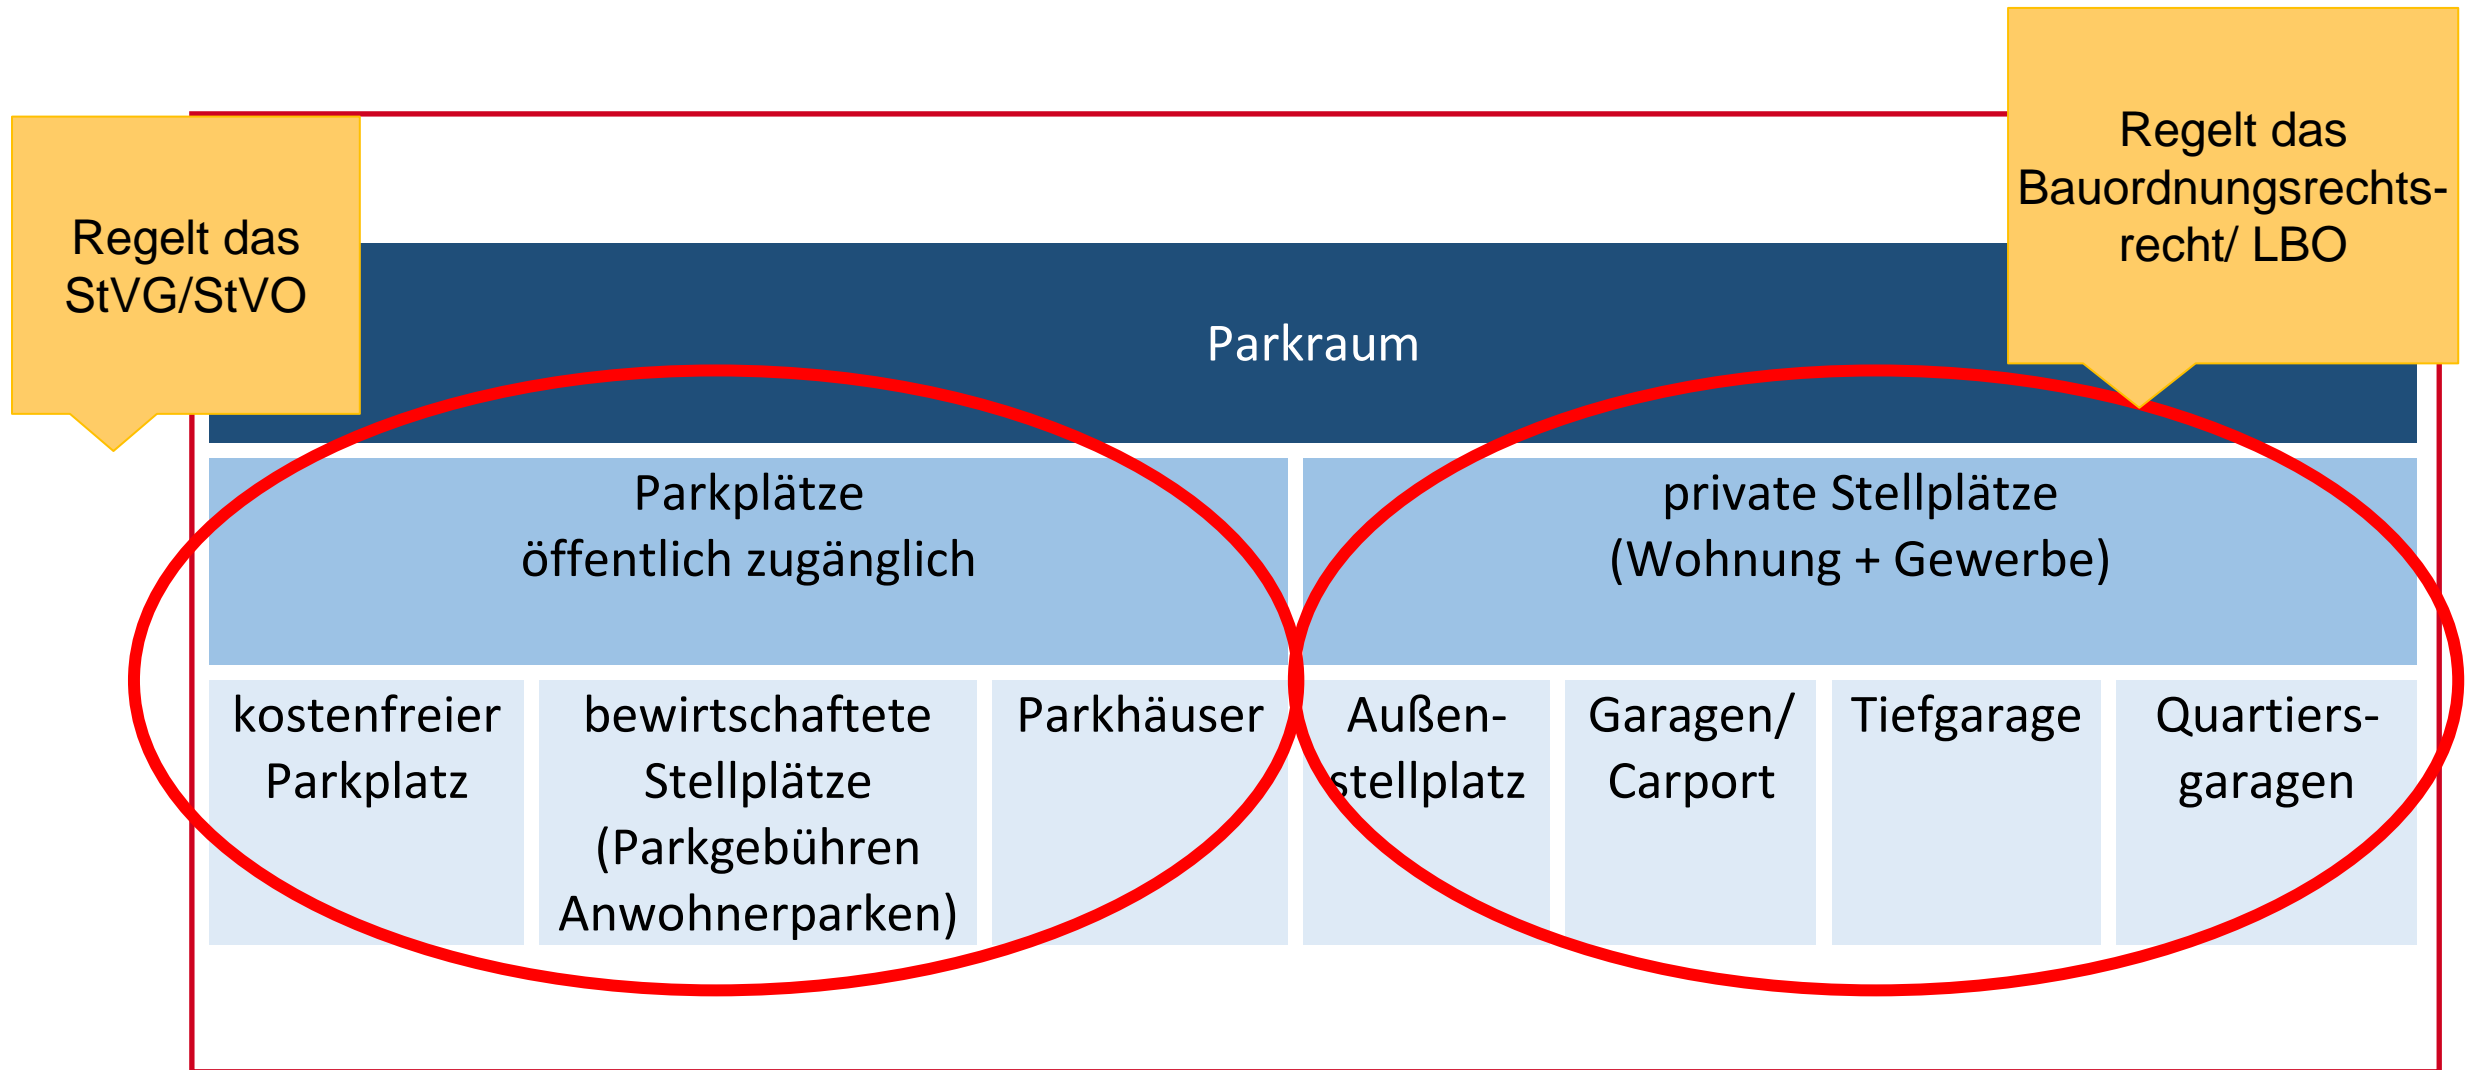 Regelt das
StVG/StVO
Regelt das
Bauordnungsrechts-
recht/ LBO
Parkraum
Parkplätze
öffentlich zugänglich
private Stellplätze
(Wohnung + Gewerbe)
kostenfreier
Parkplatz
bewirtschaftete
Stellplätze
(Parkgebühren
Anwohnerparken)
Parkhäuser
Außen-
stellplatz
Garagen/
Carport
Tiefgarage
Quartiers-
garagen